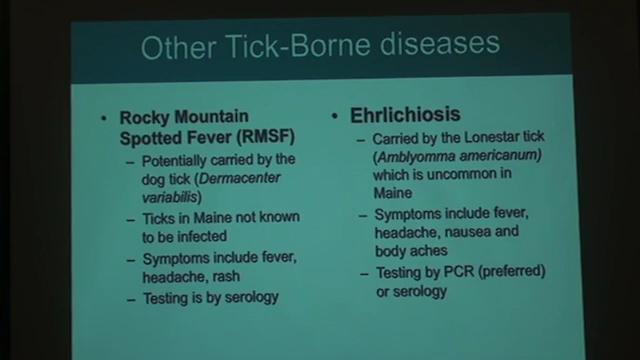 Other Tick-Borne diseases
• Rocky Mountain
Spotted Fever (RMSF)
– Potentially carried by the
dog tick (Dermacenter
variabilis)
– Ticks in Maine not known
to be infected
– Symptoms include fever,
headache, rash
– Testing is by serology
• Ehrlichiosis
– Carried by the Lonestar tick
(Amblyomma americanum)
which is uncommon in
Maine
– Symptoms include fever,
headache, nausea and
body aches
– Testing by PCR (preferred)
or serology